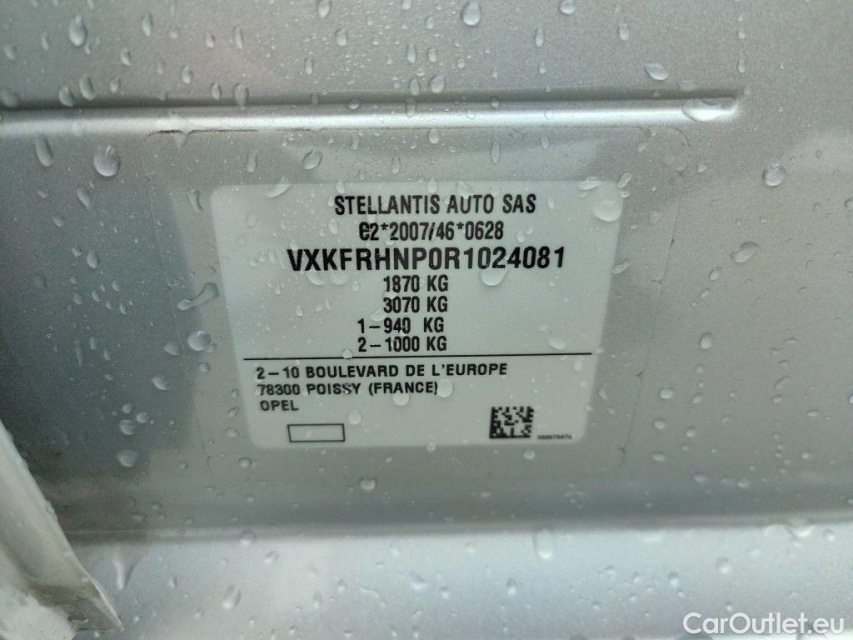 STELLANTIS AUTO SAS
e2*2007/46*0628
VXKFRHNP0R1024081
1870 KG
3070 KG
1-940 KG
2-1000 KG
2-10 BOULEVARD DE L'EUROPE
78300 POISSY (FRANCE)
OPEL
CarOutlet.eu